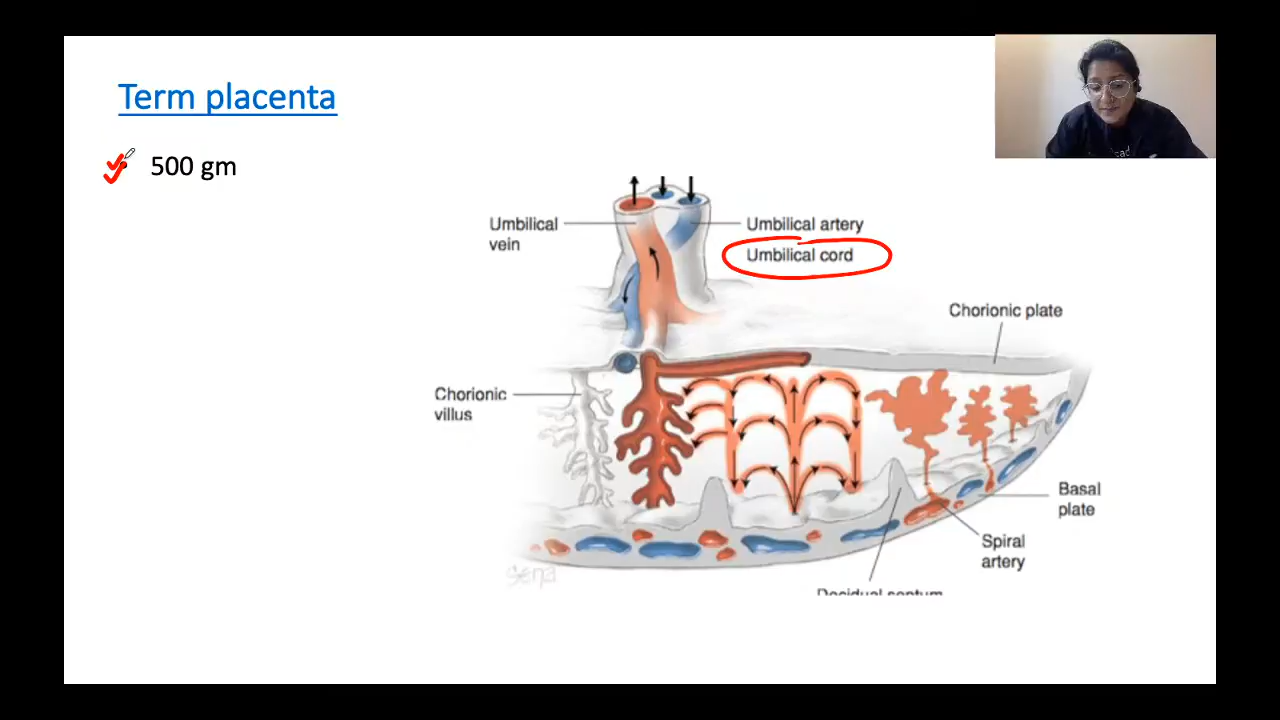 Term placenta
500 gm
Umbilical
vein
Umbilical artery
Umbilical cord
Chorionic plate
Chorionic
villus
Basal
plate
Spiral
artery
Decidual septum
sena